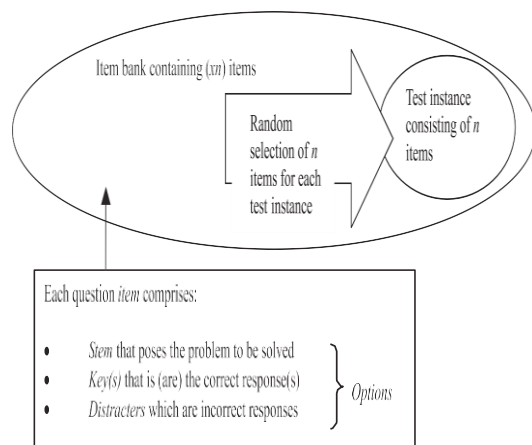 Item bank containing (xn) items
Random
selection of n
items for each
test instance
Test instance
consisting of n
items
Each question item comprises:
• Stem that poses the problem to be solved
• Key(s) that is (are) the correct response(s)
• Distracters which are incorrect responses
Options